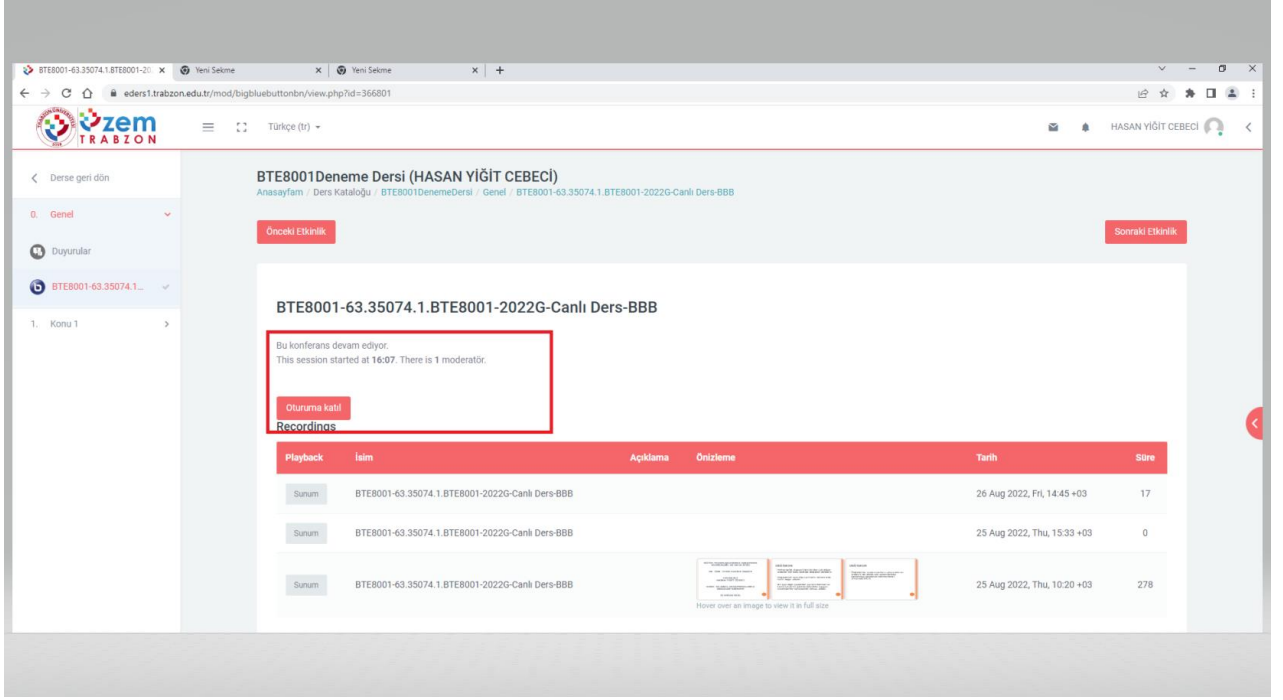 BTE8001-63.35074.1.BTE8001-20
Yeni Sekme
Yeni Sekme
eders1.trabzon.edu.tr/mod/bigbluebuttonbn/view.php?id=366801
üzem
TRABZON
Türkçe (tr)
HASAN YİĞİT CEBECİ
Derse geri dön
0. Genel
Duyurular
BTE8001-63.35074.1...
1. Konu 1
BTE8001Deneme Dersi (HASAN YİĞİT CEBECİ)
Anasayfam / Ders Kataloğu / BTE8001DenemeDersi / Genel / BTE8001-63.35074.1.BTE8001-2022G-Canlı Ders-BBB
Önceki Etkinlik
Sonraki Etkinlik
BTE8001-63.35074.1.BTE8001-2022G-Canlı Ders-BBB
Bu konferans devam ediyor.
This session started at 16:07. There is 1 moderatör.
Oturuma katıl
Recordings
Playback İsim Açıklama Önizleme Tarih Süre
Sunum BTE8001-63.35074.1.BTE8001-2022G-Canlı Ders-BBB 26 Aug 2022, Fri, 14:45 +03 17
Sunum BTE8001-63.35074.1.BTE8001-2022G-Canlı Ders-BBB 25 Aug 2022, Thu, 15:33 +03 0
Sunum BTE8001-63.35074.1.BTE8001-2022G-Canlı Ders-BBB 25 Aug 2022, Thu, 10:20 +03 278
Hover over an image to view it in full size